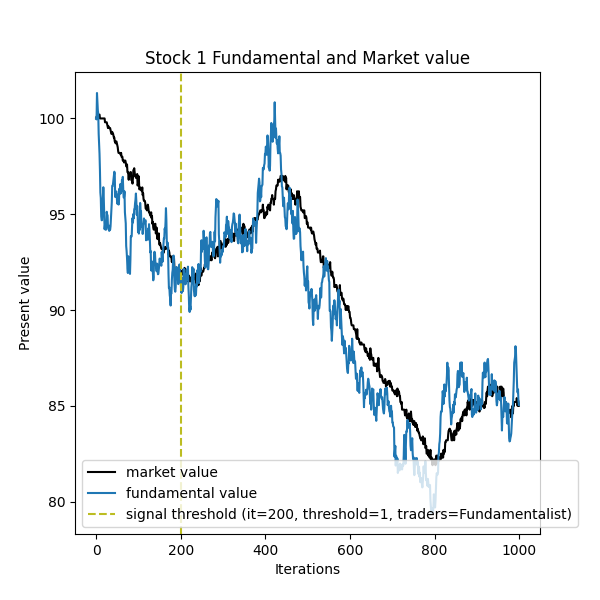 Stock 1 Fundamental and Market value
Present value
100
95
90
85
80
market value
fundamental value
signal threshold (it=200, threshold=1, traders=Fundamentalist)
0 200 400 600 800 1000
Iterations